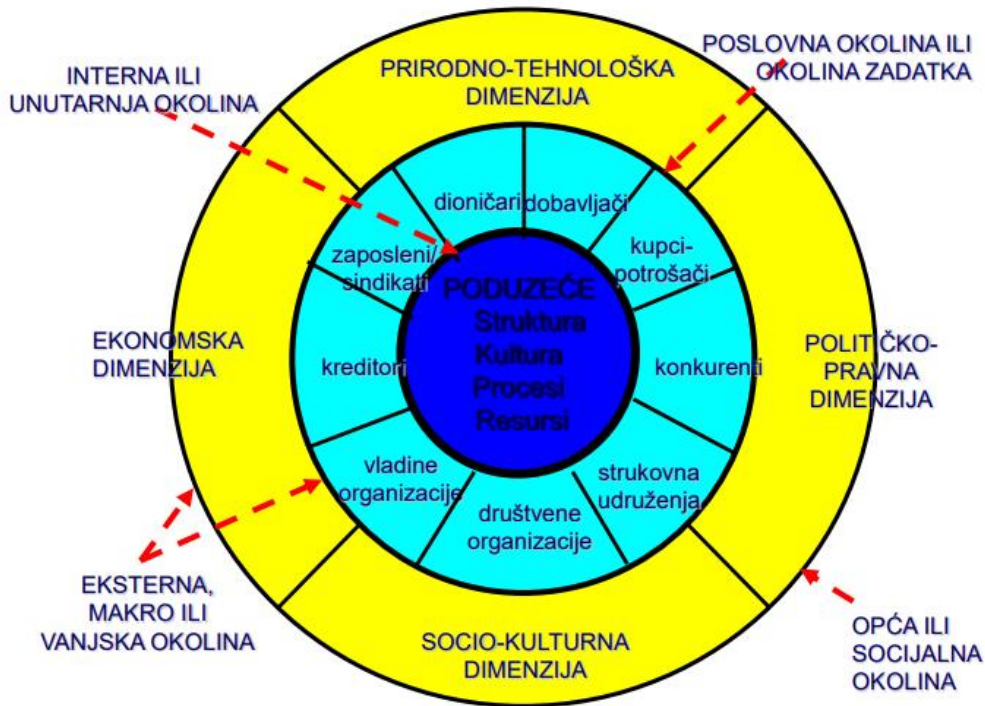 INTERNA ILI
UNUTARNJA OKOLINA
PRIRODNO-TEHNOLOŠKA
DIMENZIJA
POSLOVNA OKOLINA ILI
OKOLINA ZADATKA
dioničari
dobavljači
zaposleni/
sindikati
kupci-
potrošači
EKONOMSKA
DIMENZIJA
kreditori
PODUZEĆE
Struktura
Kultura
Procesi
Resursi
konkurenti
POLITIČKO-
PRAVNA
DIMENZIJA
vladine
organizacije
društvene
organizacije
strukovna
udruženja
EKSTERNA,
MAKRO ILI
VANJSKA OKOLINA
SOCIO-KULTURNA
DIMENZIJA
OPĆA ILI
SOCIJALNA
OKOLINA